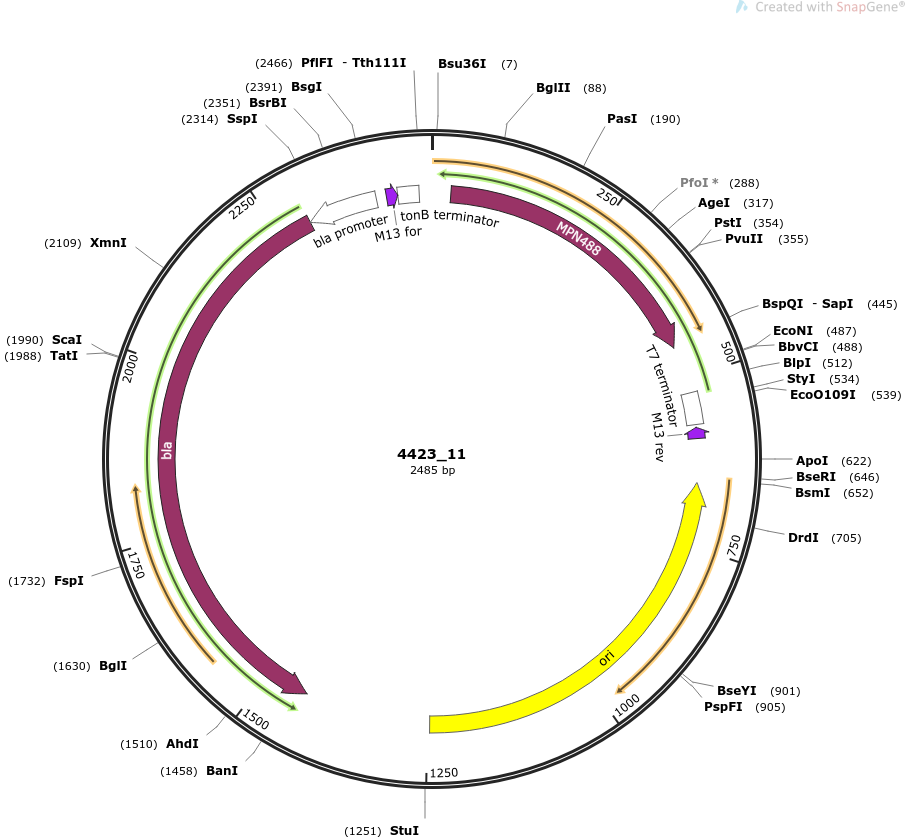 Created with SnapGene®
(2466) PflFI - Tth111I
Bsu36I (7)
(2391) BsgI
BglII (88)
(2351) BsrBI
(2314) SspI
PasI (190)
PfoI * (288)
AgeI (317)
PstI (354)
PvuII (355)
250
2250
bla promoter
M13 for
tonB terminator
MPN488
(2109) XmnI
BspQI - SapI (445)
EcoNI (487)
BbvCI (488)
BlpI (512)
StyI (534)
EcoO109I (539)
500
(1990) ScaI
(1988) TatI
2000
T7 terminator
M13 rev
bla
4423_11
2485 bp
ApoI (622)
BseRI (646)
BsmI (652)
DrdI (705)
750
1750
(1732) FspI
(1630) BglI
ori
BseYI (901)
PspFI (905)
1000
1500
(1510) AhdI
(1458) BanI
1250
(1251) StuI